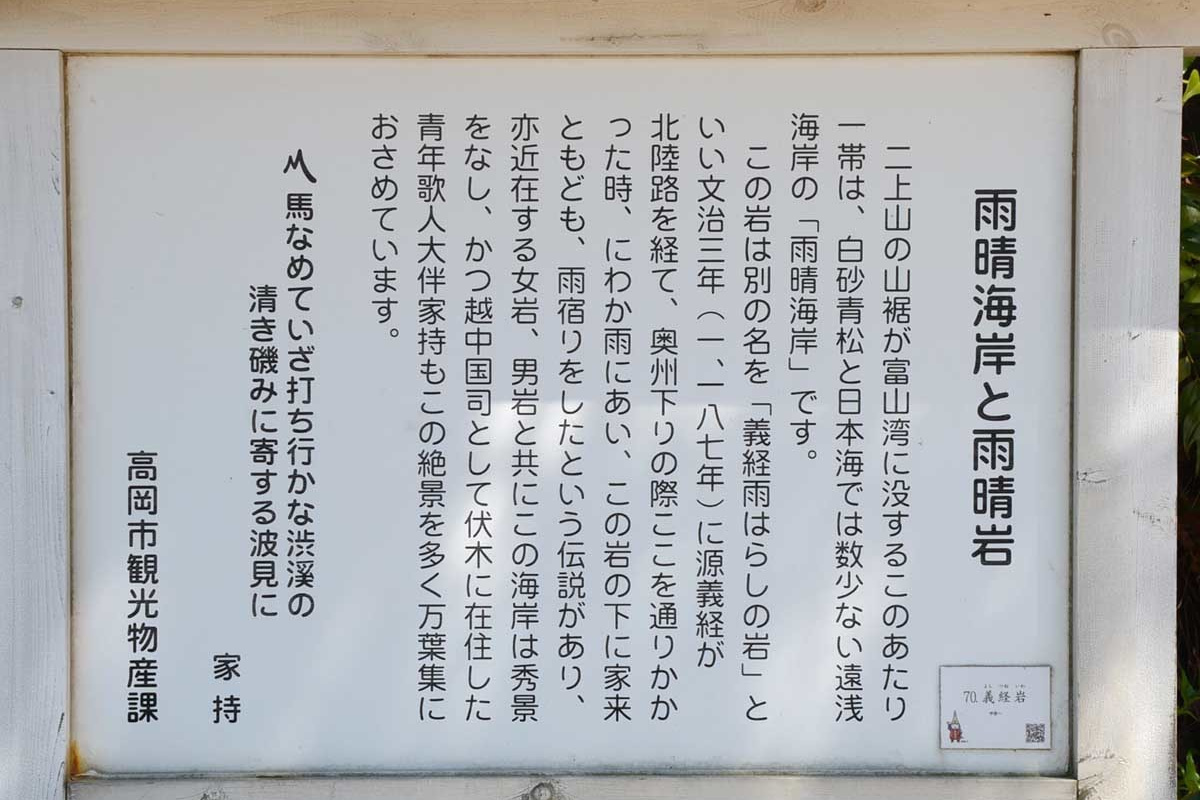 雨晴海岸と雨晴岩
二上山の山裾が富山湾に没するこのあたり
一帯は、白砂青松と日本海では数少ない遠浅
海岸の「雨晴海岸」です。
この岩は別の名を「義経雨はらしの岩」と
いい文治三年(一、一八七年)に源義経が
北陸路を経て、奥州下りの際ここを通りかか
った時、にわか雨にあい、この岩の下に家来
ともども、雨宿りをしたという伝説があり、
亦近在する女岩、男岩と共にこの海岸は秀景
をなし、かつ越中国司として伏木に在住した
青年歌人大伴家持もこの絶景を多く万葉集に
おさめています。
〽馬なめていざ打ち行かな渋溪の
清き磯みに寄する波見に
家持
高岡市観光物産課
よしつねいわ
70.義経岩